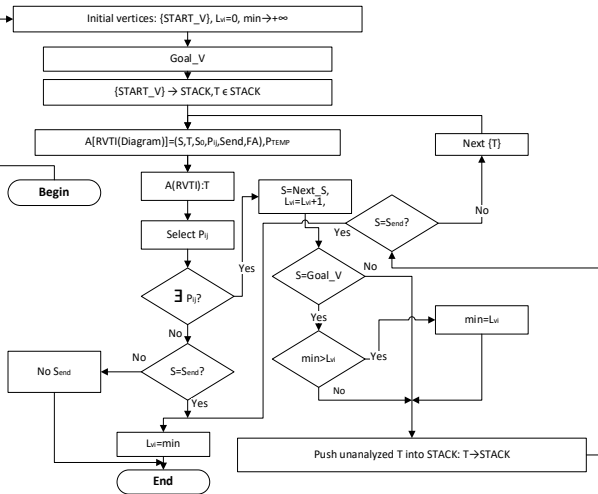 Initial vertices: {START_V}, Lvi=0, min→+∞
Goal_V
{START_V} → STACK,T ϵ STACK
A[RVTI(Diagram)]=(S,T,S0,Pij,Send,FA),PTEMP
Next {T}
Begin
A(RVTI):T
S=Next_S,
Lvi=Lvi+1,
Select Pij
S=Send?
Yes
No
Yes
S=Goal_V
No
∃ Pij?
Yes
No
min=Lvi
min>Lvi
Yes
No
No Send
No
S=Send?
Yes
Lvi=min
Push unanalyzed T into STACK: T→STACK
End